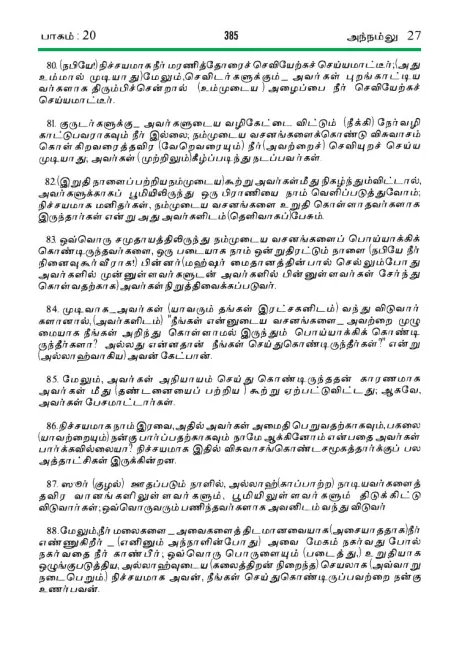 பாகம் : 20 385 அந்நம்லு 27
80. (நபியே!) நிச்சயமாக நீர் மரணித்தோரைச் செவியேற்கச் செய்யமாட்டீர்;(அது
உம்மால் முடியாது)மேலும்,செவிடர்களுக்கும்_ அவர்கள் புறங்காட்டிய
வர்களாக திரும்பிச்சென்றால் (உம்முடைய) அழைப்பை நீர் செவியேற்கச்
செய்யமாட்டீர்.
81. குருடர்களுக்கு_ அவர்களுடைய வழிகேட்டை விட்டும் (நீக்கி) நேர்வழி
காட்டுபவராகவும் நீர் இல்லை; நம்முடைய வசனங்களைக்கொண்டு விசுவாசம்
கொள்கிறவரைத்தவிர (வேறெவரையும்) நீர்(அவற்றைச்) செவியுறச் செய்ய
முடியாது; அவர்கள் (முற்றிலும்)கீழ்ப்படிந்து நடப்பவர்கள்.
82.(இறுதி நாளைப்பற்றியநம்முடைய)கூற்று அவர்கள்மீது நிகழ்ந்துவிட்டால்,
அவர்களுக்காகப் பூமியிலிருந்து ஒரு பிராணியை நாம் வெளிப்படுத்துவோம்;
நிச்சயமாக மனிதர்கள், நம்முடைய வசனங்களை உறுதி கொள்ளாதவர்களாக
இருந்தார்கள் என்று அது அவர்களிடம்(தெளிவாகப்)பேசும்.
83. ஒவ்வொரு சமுதாயத்திலிருந்து நம்முடைய வசனங்களைப் பொய்யாக்கிக்
கொண்டிருந்தவர்களை, ஒரு படையாக நாம் ஒன்றுதிரட்டும் நாளை (நபியே நீர்
நினைவு கூர்வீராக!) பின்னர்(மஹ்ஷர் மைதானத்தின்பால் செல்லும்போது
அவர்களில் முன்னுள்ளவர்களுடன் அவர்களில் பின்னுள்ளவர்கள் சேர்ந்து
கொள்வதற்காக) அவர்கள் நிறுத்திவைக்கப்படுவர்.
84. முடிவாக_அவர்கள் (யாவரும் தங்கள் இரட்சகனிடம்) வந்து விடுவார்
களானால்,(அவர்களிடம்) "நீங்கள் என்னுடைய வசனங்களை_ அவற்றை முழு
மையாக நீங்கள் அறிந்து கொள்ளாமல் இருந்தும் பொய்யாக்கிக் கொண்டி
ருந்தீர்களா? அல்லது என்னதான் நீங்கள் செய்துகொண்டிருந்தீர்கள்?" என்று
(அல்லாஹ்வாகிய) அவன் கேட்பான்.
85. மேலும், அவர்கள் அநியாயம் செய்து கொண்டிருந்ததன் காரணமாக
அவர்கள் மீது (தண்டனையைப் பற்றிய) கூற்று ஏற்பட்டுவிட்டது; ஆகவே,
அவர்கள் பேசமாட்டார்கள்.
86.நிச்சயமாக நாம் இரவை,அதில் அவர்கள் அமைதி பெறுவதற்காகவும்,பகலை
(யாவற்றையும்) நன்கு பார்ப்பதற்காகவும் நாமே ஆக்கினோம் என்பதை அவர்கள்
பார்க்கவில்லையா? நிச்சயமாக இதில் விசுவாசங்கொண்டசமூகத்தார்க்குப் பல
அத்தாட்சிகள் இருக்கின்றன.
87. ஸூர் (குழல்) ஊதப்படும் நாளில், அல்லாஹ்(காப்பாற்ற) நாடியவர்களைத்
தவிர வானங்களிலுள்ளவர்களும், பூமியிலுள்ளவர்களும் திடுக்கிட்டு
விடுவார்கள்;ஒவ்வொருவரும் பணிந்தவர்களாக அவனிடம் வந்து விடுவர்
88.மேலும்,நீர் மலைகளை_ அவைகளைத் திடமானவையாக(அசையாததாக)நீர்
எண்ணுகிறீர்_ (எனினும் அந்நாளின்போது) அவை மேகம் நகர்வது போல்
நகர்வதை நீர் காண்பீர்; ஒவ்வொரு பொருளையும் (படைத்து,) உறுதியாக
ஒழுங்குபடுத்திய, அல்லாஹ்வுடைய (கலைத்திறன் நிறைந்த) செயலாக (அவ்வாறு
நடைபெறும்.) நிச்சயமாக அவன், நீங்கள் செய்துகொண்டிருப்பவற்றை நன்கு
உணர்பவன்.